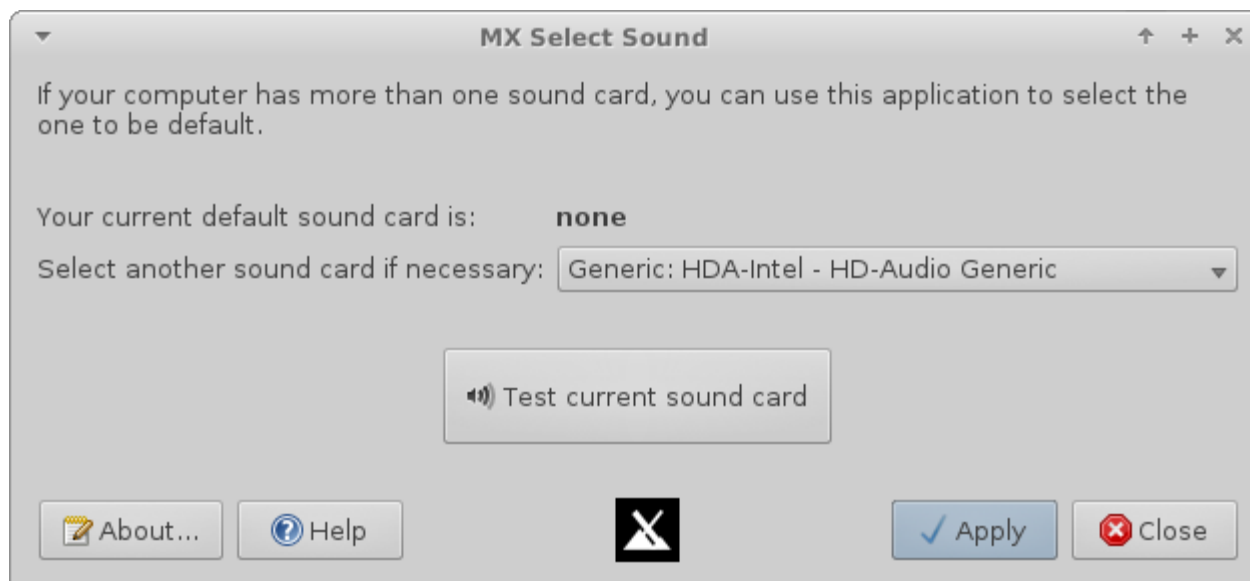 MX Select Sound
If your computer has more than one sound card, you can use this application to select the
one to be default.
Your current default sound card is: none
Select another sound card if necessary: Generic: HDA-Intel - HD-Audio Generic
Test current sound card
About... Help Apply Close